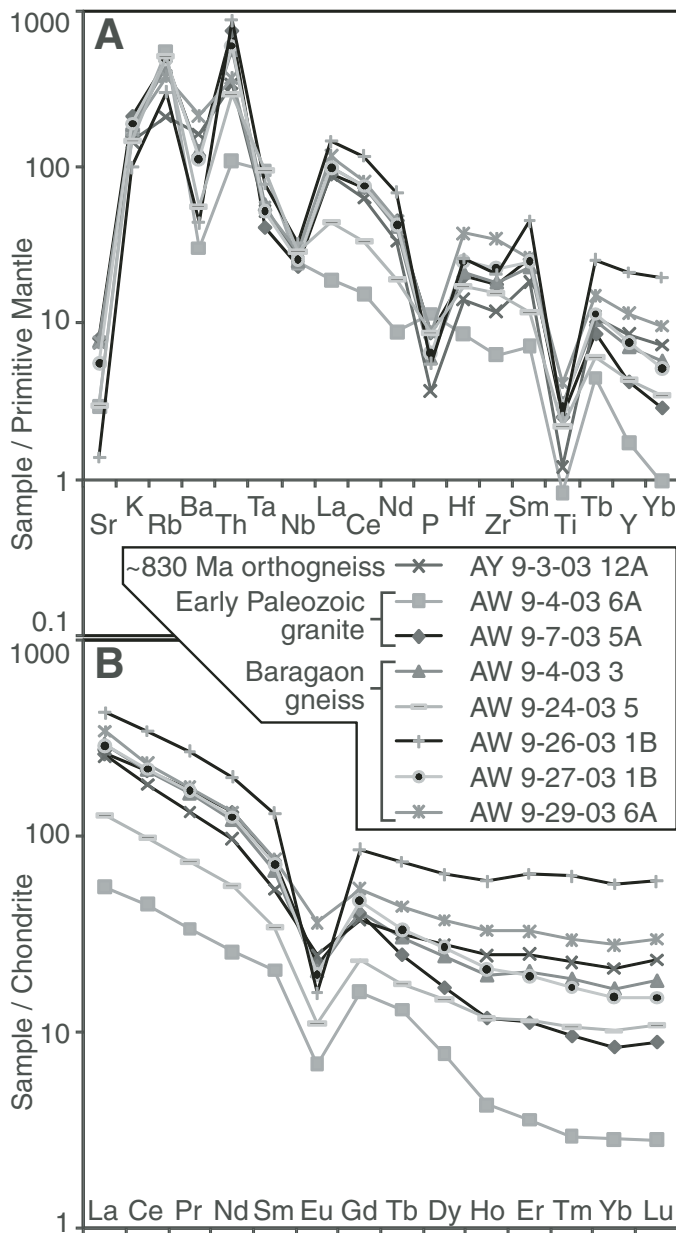 A
1000
100
10
1
0.1
Sample / Primitive Mantle
Sr K Rb Ba Th Ta Nb La Ce Nd P Hf Zr Sm Ti Tb Y Yb
~830 Ma orthogneiss
AY 9-3-03 12A
Early Paleozoic
granite
AW 9-4-03 6A
AW 9-7-03 5A
Baragaon
gneiss
AW 9-4-03 3
AW 9-24-03 5
AW 9-26-03 1B
AW 9-27-03 1B
AW 9-29-03 6A
B
1000
100
10
1
Sample / Chondrite
La Ce Pr Nd Sm Eu Gd Tb Dy Ho Er Tm Yb Lu